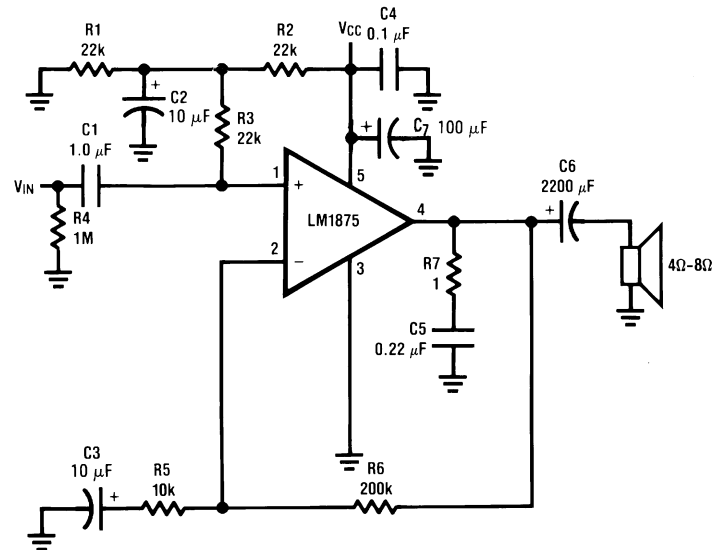 R1
22k
R2
22k
VCC
C4
0.1 μF
+
C2
10 μF
R3
22k
+
C7 100 μF
C1
1.0 μF
VIN
R4
1M
1
+
5
LM1875
4
2
−
3
C6
2200 μF
+
R7
1
4Ω-8Ω
C5
0.22 μF
C3
10 μF
+
R5
10k
R6
200k